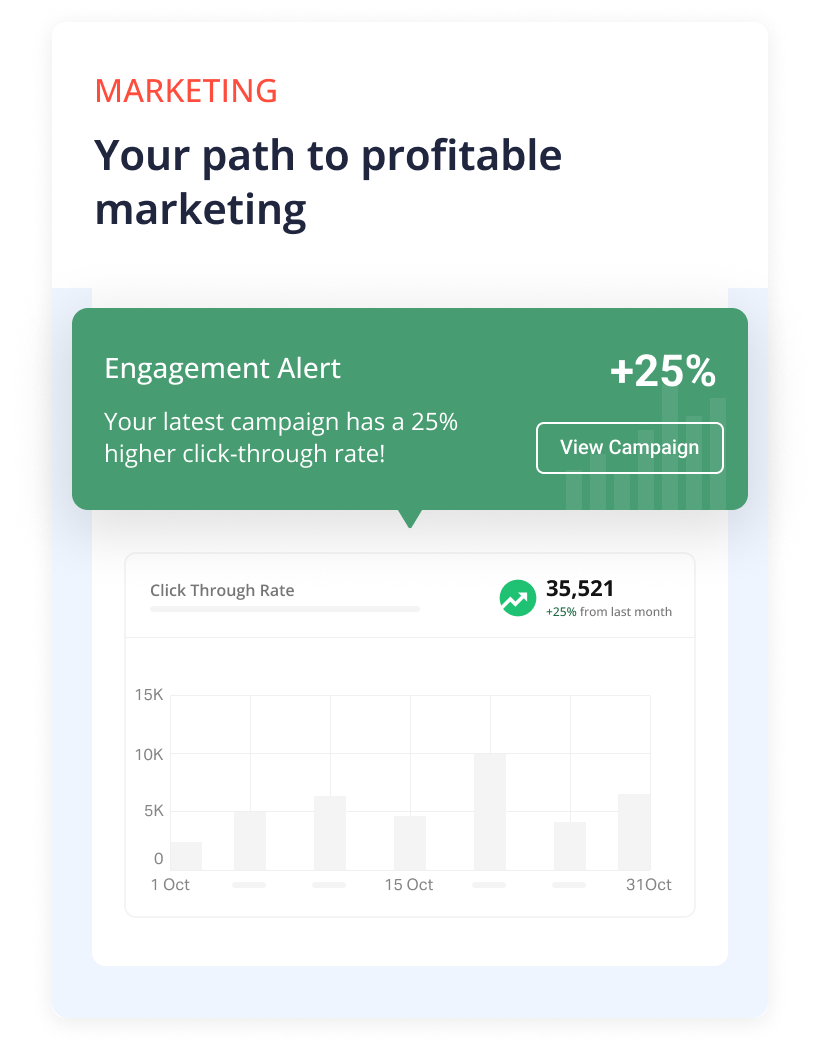 MARKETING
Your path to profitable
marketing
Engagement Alert
+25%
Your latest campaign has a 25%
higher click-through rate!
View Campaign
Click Through Rate
35,521
+25% from last month
15K
10K
5K
0
1 Oct
15 Oct
31Oct